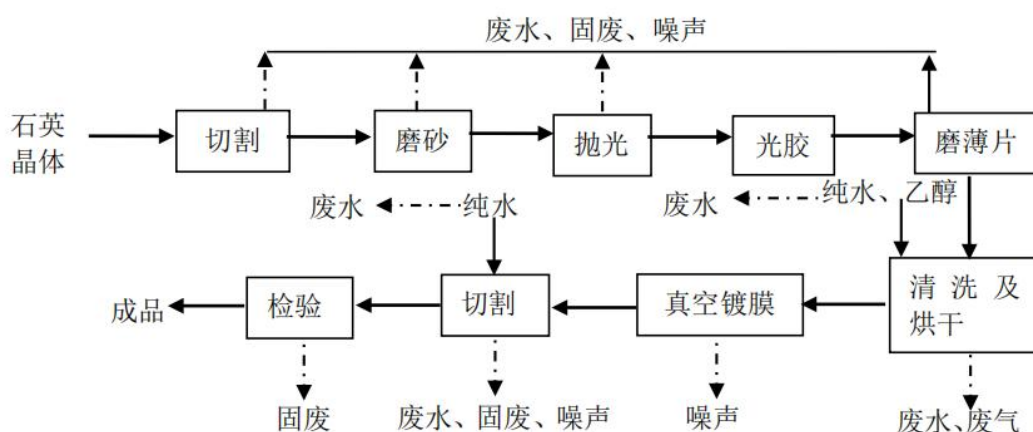 废水、固废、噪声
石英
晶体
切割
磨砂
抛光
光胶
磨薄片
废水
纯水
废水
纯水、乙醇
成品
检验
切割
真空镀膜
清洗及
烘干
固废
废水、固废、噪声
噪声
废水、废气